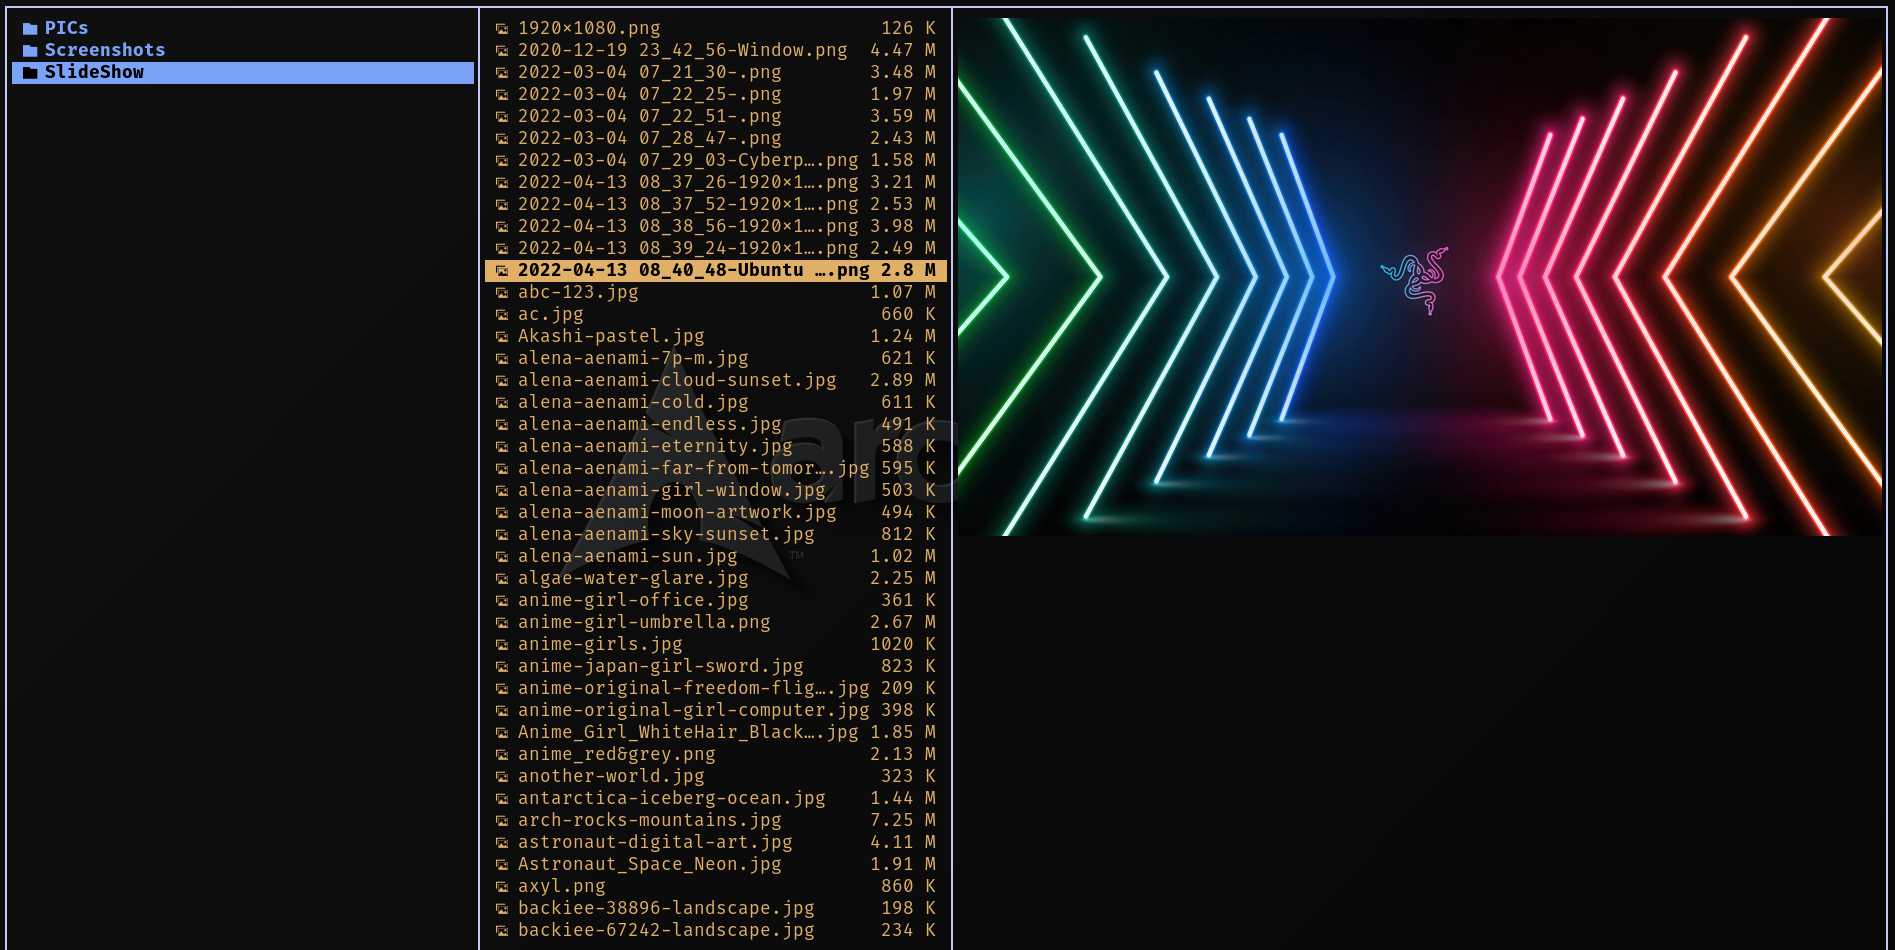 PICs
Screenshots
SlideShow
1920×1080.png 126 K
2020-12-19 23_42_56-Window.png 4.47 M
2022-03-04 07_21_30-.png 3.48 M
2022-03-04 07_22_25-.png 1.97 M
2022-03-04 07_22_51-.png 3.59 M
2022-03-04 07_28_47-.png 2.43 M
2022-03-04 07_29_03-Cyberp….png 1.58 M
2022-04-13 08_37_26-1920×1….png 3.21 M
2022-04-13 08_37_52-1920×1….png 2.53 M
2022-04-13 08_38_56-1920×1….png 3.98 M
2022-04-13 08_39_24-1920×1….png 2.49 M
2022-04-13 08_40_48-Ubuntu ….png 2.8 M
abc-123.jpg 1.07 M
ac.jpg 660 K
Akashi-pastel.jpg 1.24 M
alena-aenami-7p-m.jpg 621 K
alena-aenami-cloud-sunset.jpg 2.89 M
alena-aenami-cold.jpg 611 K
alena-aenami-endless.jpg 491 K
alena-aenami-eternity.jpg 588 K
alena-aenami-far-from-tomor….jpg 595 K
alena-aenami-girl-window.jpg 503 K
alena-aenami-moon-artwork.jpg 494 K
alena-aenami-sky-sunset.jpg 812 K
alena-aenami-sun.jpg 1.02 M
algae-water-glare.jpg 2.25 M
anime-girl-office.jpg 361 K
anime-girl-umbrella.png 2.67 M
anime-girls.jpg 1020 K
anime-japan-girl-sword.jpg 823 K
anime-original-freedom-flig….jpg 209 K
anime-original-girl-computer.jpg 398 K
Anime_Girl_WhiteHair_Black….jpg 1.85 M
anime_red&grey.png 2.13 M
another-world.jpg 323 K
antarctica-iceberg-ocean.jpg 1.44 M
arch-rocks-mountains.jpg 7.25 M
astronaut-digital-art.jpg 4.11 M
Astronaut_Space_Neon.jpg 1.91 M
axyl.png 860 K
backiee-38896-landscape.jpg 198 K
backiee-67242-landscape.jpg 234 K
arc
TM